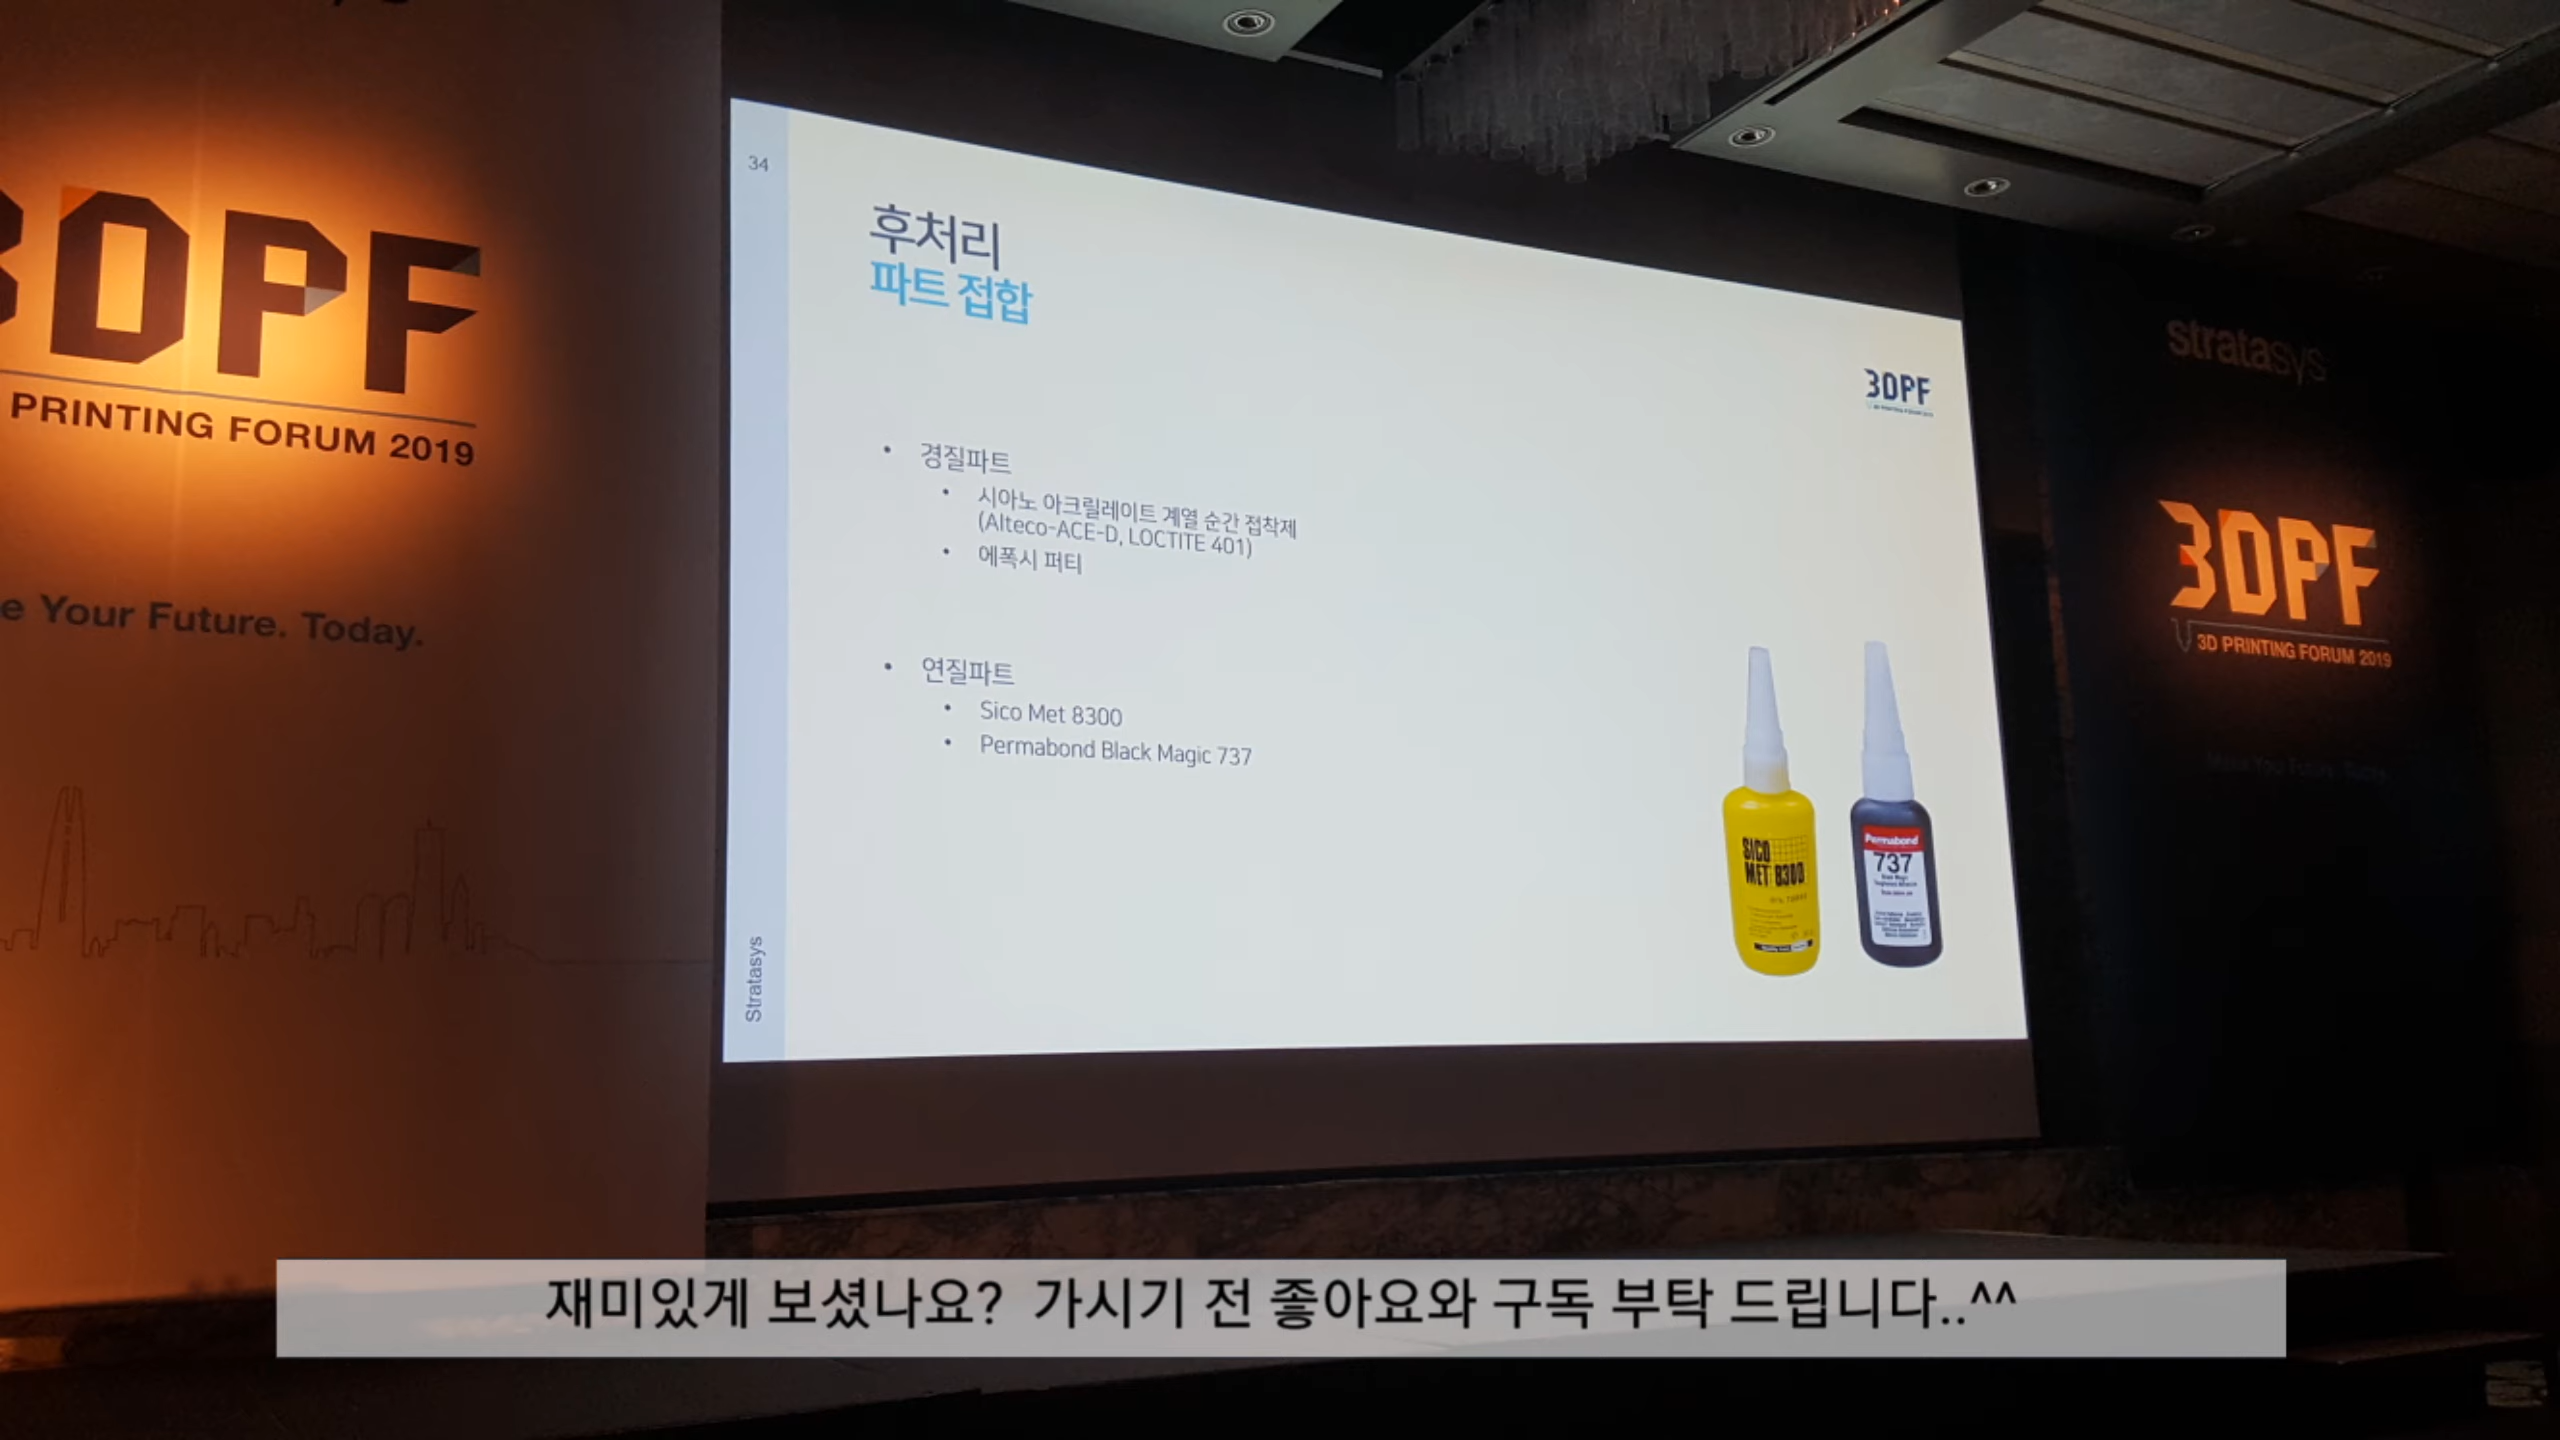 3DPF
PRINTING FORUM 2019
e Your Future. Today.
34
후처리
파트 접합
3DPF
• 경질파트
• 시아노 아크릴레이트 계열 순간 접착제
(Alteco-ACE-D, LOCTITE 401)
• 에폭시 퍼티
• 연질파트
• Sico Met 8300
• Permabond Black Magic 737
SICO
MET 8300
Permabond
737
Stratasys
stratasys
3DPF
3D PRINTING FORUM 2019
재미있게 보셨나요? 가시기 전 좋아요와 구독 부탁 드립니다..^^